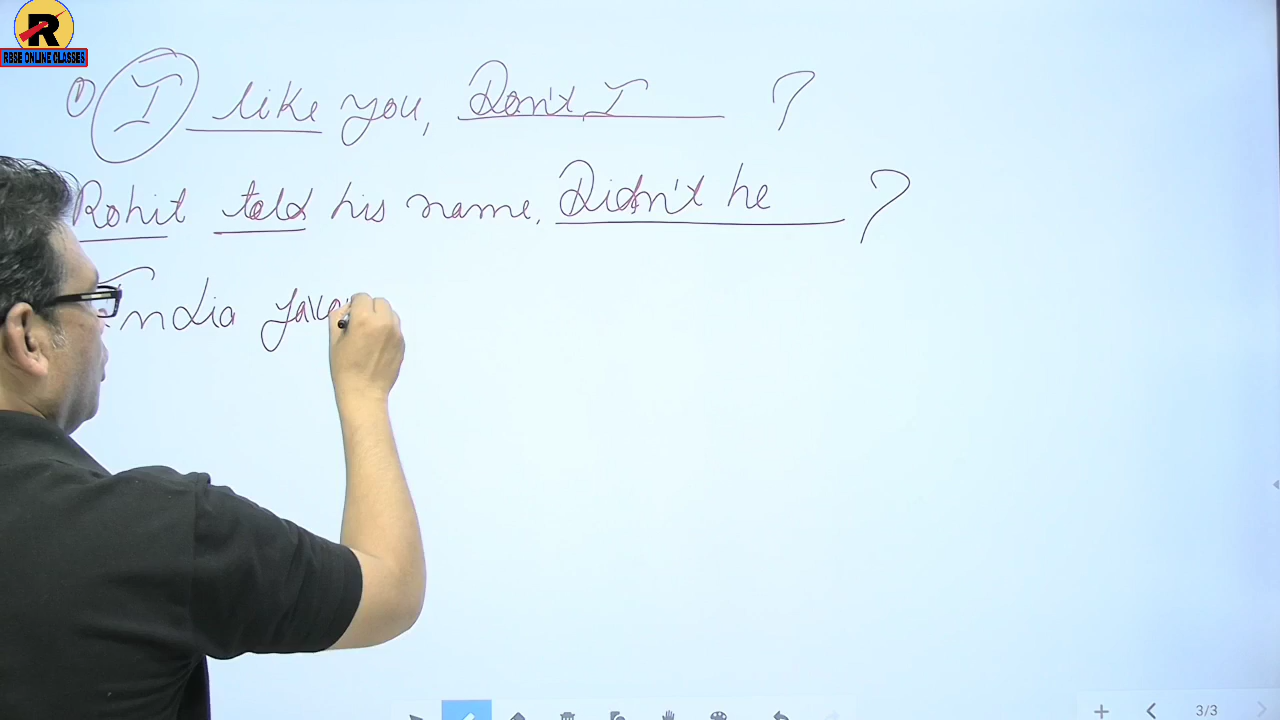 R
RBSE ONLINE CLASSES
① I like you, Don't I ?
Rohit told his name, Didn't he ?
India
3/3